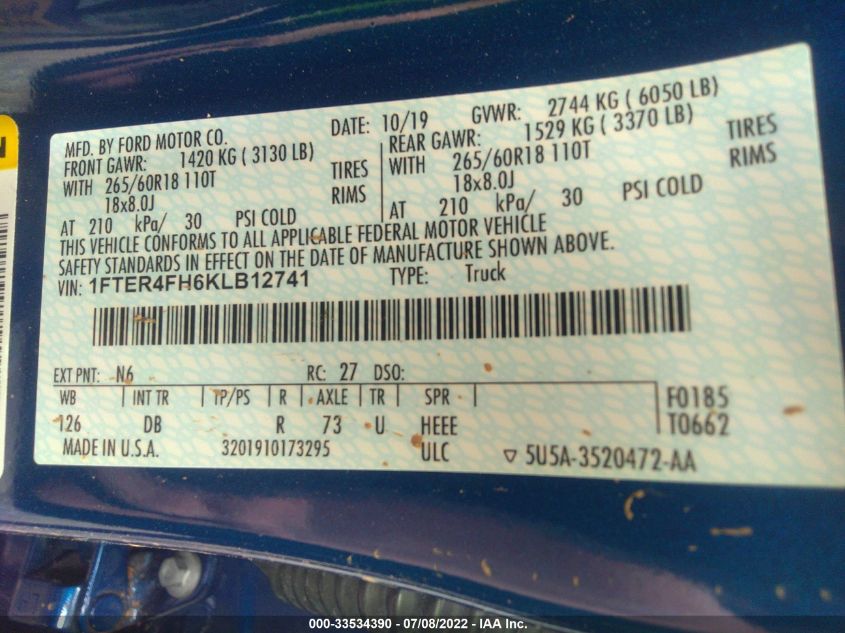 MFD. BY FORD MOTOR CO. DATE: 10/19 GVWR: 2744 KG ( 6050 LB)
FRONT GAWR: 1420 KG ( 3130 LB) REAR GAWR: 1529 KG ( 3370 LB)
WITH 265/60R18 110T TIRES WITH 265/60R18 110T TIRES
18x8.0J RIMS 18x8.0J RIMS
AT 210 kPa/ 30 PSI COLD AT 210 kPa/ 30 PSI COLD
THIS VEHICLE CONFORMS TO ALL APPLICABLE FEDERAL MOTOR VEHICLE
SAFETY STANDARDS IN EFFECT ON THE DATE OF MANUFACTURE SHOWN ABOVE.
VIN: 1FTER4FH6KLB12741 TYPE: Truck
EXT PNT: N6 RC: 27 DSO:
WB INT TR TP/PS R AXLE TR SPR F0185
126 DB R 73 U HEEE T0662
MADE IN U.S.A. 3201910173295 ULC ▽ 5U5A-3520472-AA
000-33534390 - 07/08/2022 - IAA Inc.